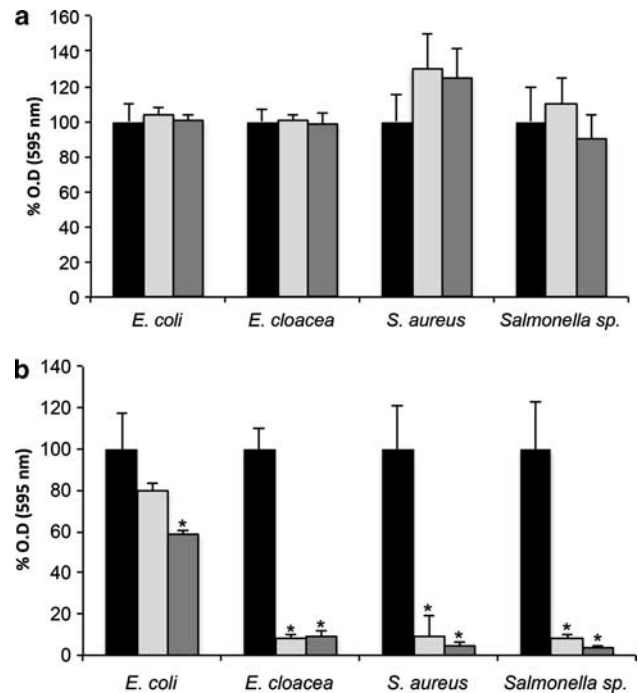 a
160
140
120
100
80
60
40
20
0
% O.D (595 nm)
E. coli
E. cloacea
S. aureus
Salmonella sp.
b
140
120
100
80
60
40
20
0
% O.D (595 nm)
*
* *
* *
* *
E. coli
E. cloacea
S. aureus
Salmonella sp.